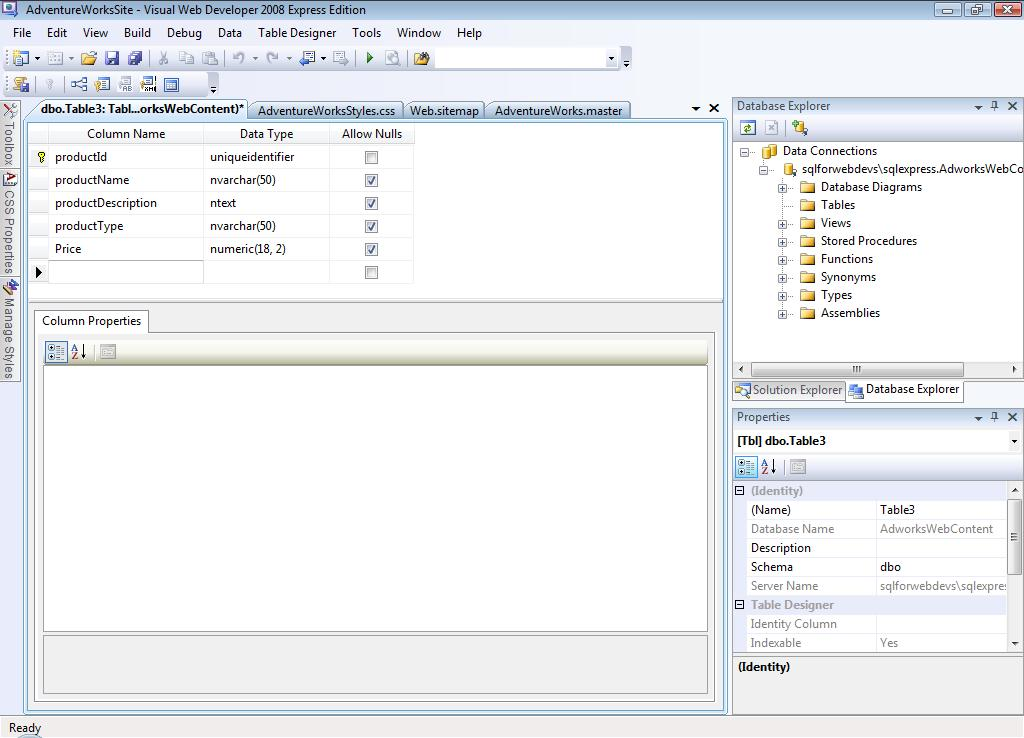 AdventureWorksSite - Visual Web Developer 2008 Express Edition
File Edit View Build Debug Data Table Designer Tools Window Help
dbo.Table3: Tabl...orksWebContent)* AdventureWorksStyles.css Web.sitemap AdventureWorks.master
Toolbox
CSS Properties
Manage Styles
Column Name Data Type Allow Nulls
productId uniqueidentifier
productName nvarchar(50)
productDescription ntext
productType nvarchar(50)
Price numeric(18, 2)
Column Properties
Database Explorer
Data Connections
sqlforwebdevs\sqlexpress.AdworksWebCo
Database Diagrams
Tables
Views
Stored Procedures
Functions
Synonyms
Types
Assemblies
Solution Explorer Database Explorer
Properties
[Tbl] dbo.Table3
(Identity)
(Name) Table3
Database Name AdworksWebContent
Description
Schema dbo
Server Name sqlforwebdevs\sqlexpres
Table Designer
Identity Column
Indexable Yes
(Identity)
Ready